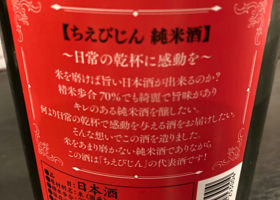 【ちえびじん 純米酒】
〜日常の乾杯に感動を〜
米を磨けば旨い日本酒が出来るのか?
精米歩合70%でも綺麗で旨味があり
キレのある純米酒を醸したい。
何より日常の乾杯で感動を与える酒をお届けしたい。
そんな想いでこの酒を造りました。
米をあまり磨かない純米酒でありながら
この酒は「ちえびじん」の代表酒です!
日本酒